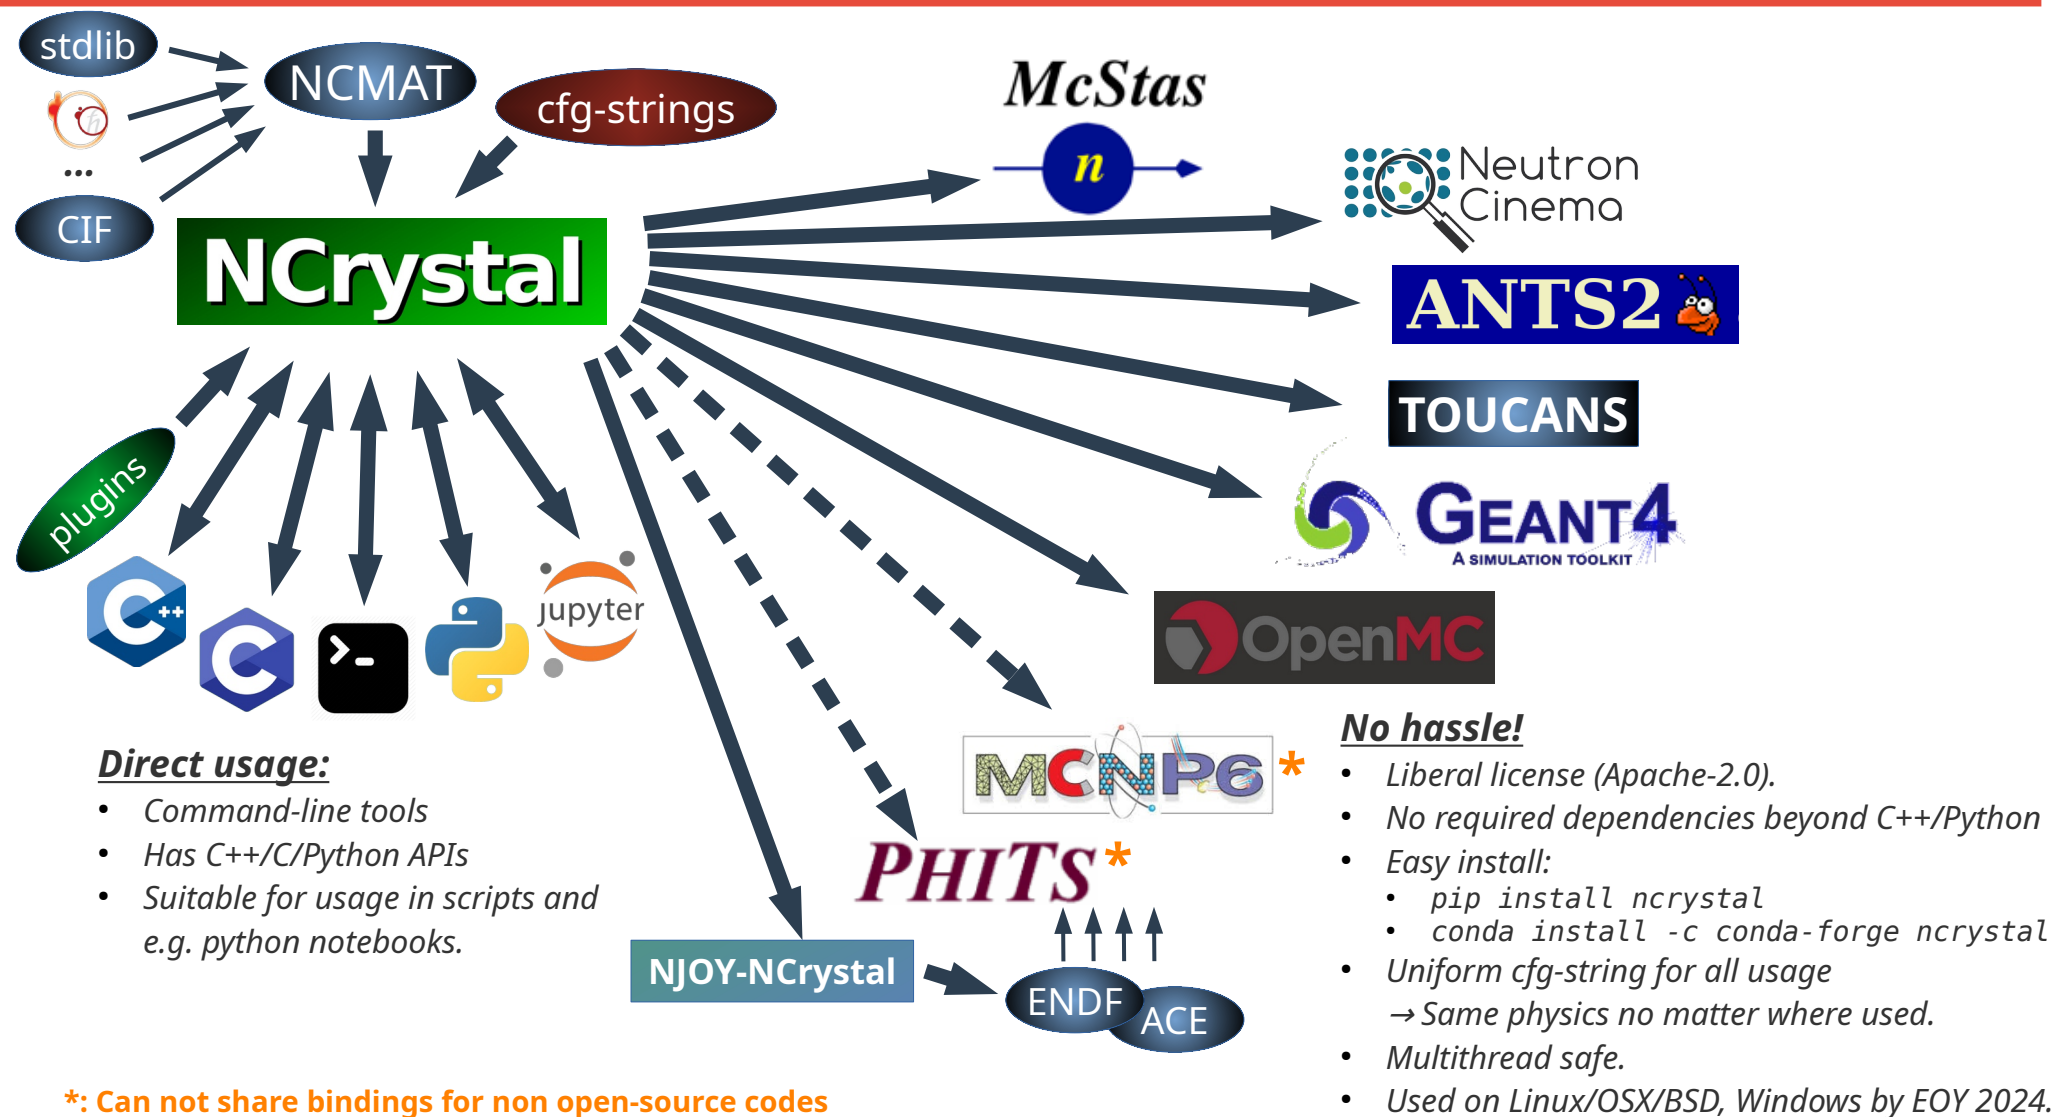 stdlib
NCMAT
cfg-strings
...
CIF
NCrystal
McStas
n
Neutron
Cinema
ANTS2
TOUCANS
GEANT4
A SIMULATION TOOLKIT
OpenMC
plugins
C++
C
>-
jupyter
MCNP6 *
PHITS *
NJOY-NCrystal
ENDF
ACE
Direct usage:
• Command-line tools
• Has C++/C/Python APIs
• Suitable for usage in scripts and
e.g. python notebooks.
No hassle!
• Liberal license (Apache-2.0).
• No required dependencies beyond C++/Python
• Easy install:
• pip install ncrystal
• conda install -c conda-forge ncrystal
• Uniform cfg-string for all usage
→ Same physics no matter where used.
• Multithread safe.
• Used on Linux/OSX/BSD, Windows by EOY 2024.
*: Can not share bindings for non open-source codes